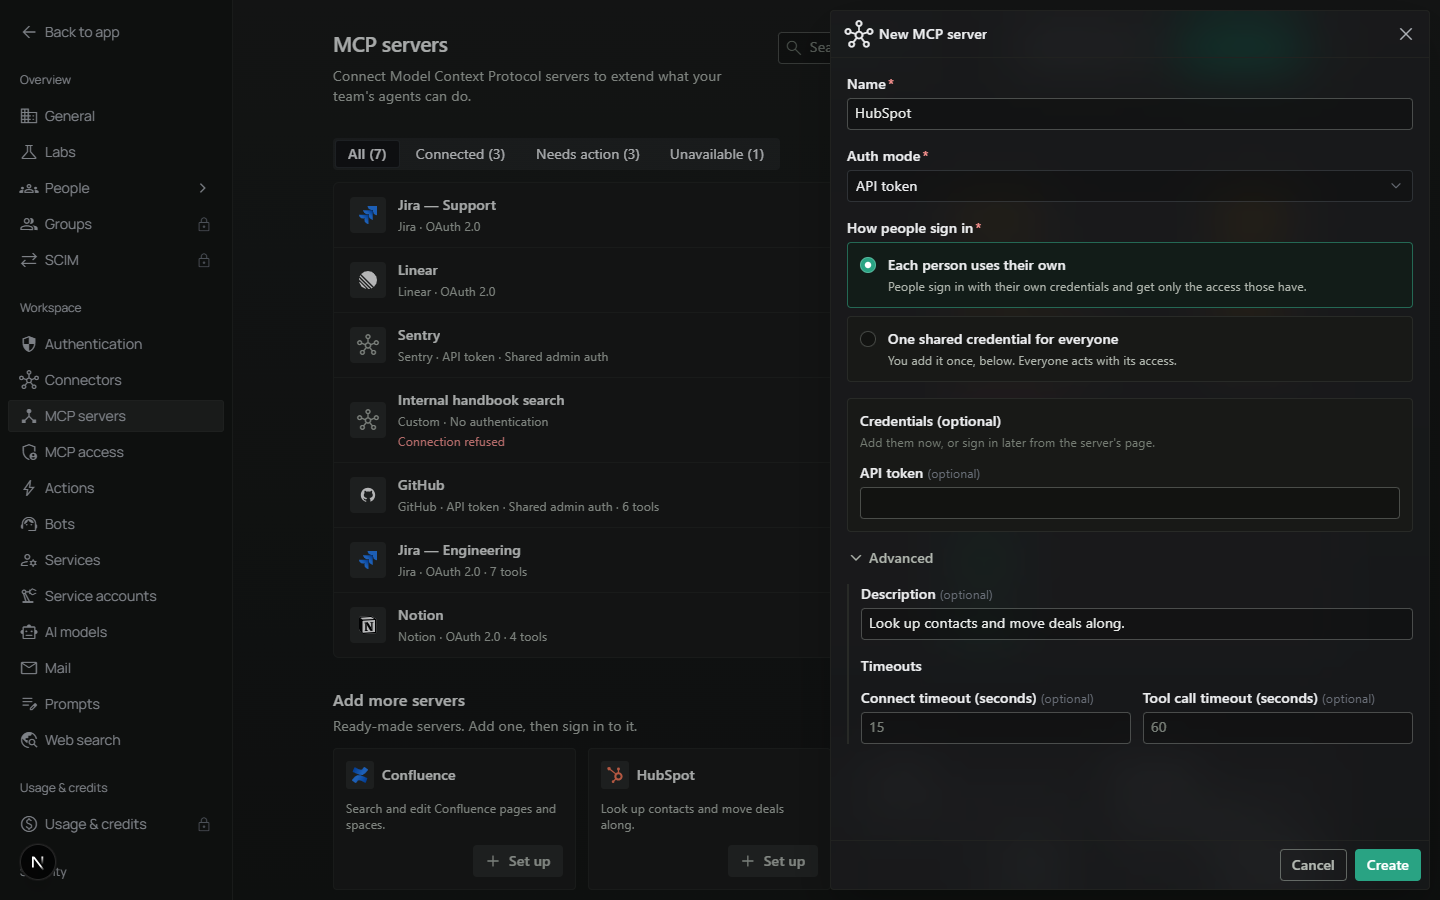 Back to app
Overview
General
Labs
People
Groups
SCIM
Workspace
Authentication
Connectors
MCP servers
MCP access
Actions
Bots
Services
Service accounts
AI models
Mail
Prompts
Web search
Usage & credits
Usage & credits
N
MCP servers
Connect Model Context Protocol servers to extend what your
team's agents can do.
All (7)
Connected (3)
Needs action (3)
Unavailable (1)
Jira — Support
Jira · OAuth 2.0
Linear
Linear · OAuth 2.0
Sentry
Sentry · API token · Shared admin auth
Internal handbook search
Custom · No authentication
Connection refused
GitHub
GitHub · API token · Shared admin auth · 6 tools
Jira — Engineering
Jira · OAuth 2.0 · 7 tools
Notion
Notion · OAuth 2.0 · 4 tools
Add more servers
Ready-made servers. Add one, then sign in to it.
Confluence
Search and edit Confluence pages and
spaces.
Set up
HubSpot
Look up contacts and move deals
along.
Set up
New MCP server
Name*
HubSpot
Auth mode*
API token
How people sign in*
Each person uses their own
People sign in with their own credentials and get only the access those have.
One shared credential for everyone
You add it once, below. Everyone acts with its access.
Credentials (optional)
Add them now, or sign in later from the server's page.
API token (optional)
Advanced
Description (optional)
Look up contacts and move deals along.
Timeouts
Connect timeout (seconds) (optional)
15
Tool call timeout (seconds) (optional)
60
Cancel
Create